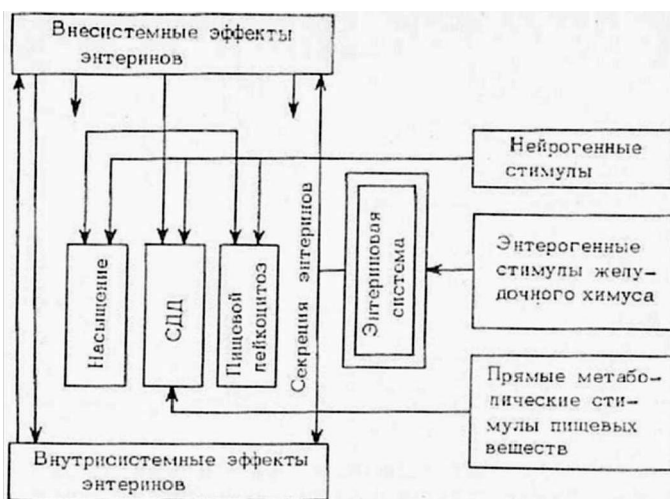 Внесистемные эффекты
энтеринов
Нейрогенные
стимулы
Энтерогенные
стимулы желу-
дочного химуса
Прямые метабо-
лические сти-
мулы пищевых
веществ
Насыщение
СДД
Пищевой
лейкоцитоз
Секреция энтеринов
Энтериновая
система
Внутрисистемные эффекты
энтеринов